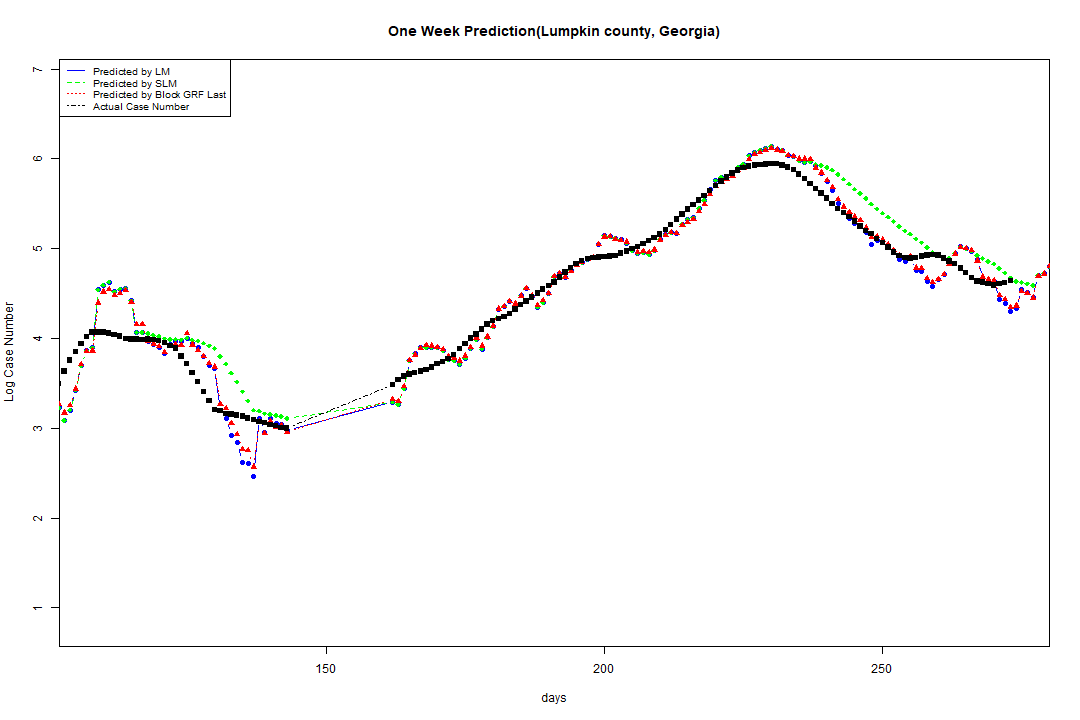 One Week Prediction(Lumpkin county, Georgia)
Predicted by LM
Predicted by SLM
Predicted by Block GRF Last
Actual Case Number
7
6
5
4
3
2
1
Log Case Number
150 200 250
days